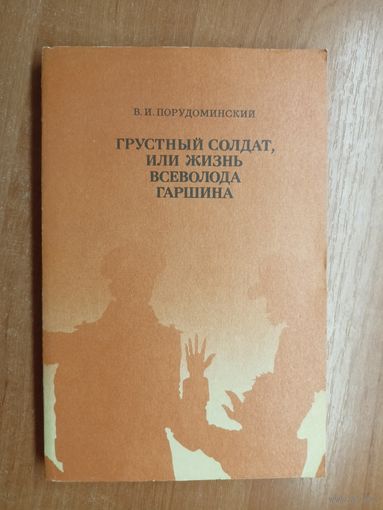 В. И. ПОРУДОМИНСКИЙ
ГРУСТНЫЙ СОЛДАТ,
ИЛИ ЖИЗНЬ
ВСЕВОЛОДА
ГАРШИНА